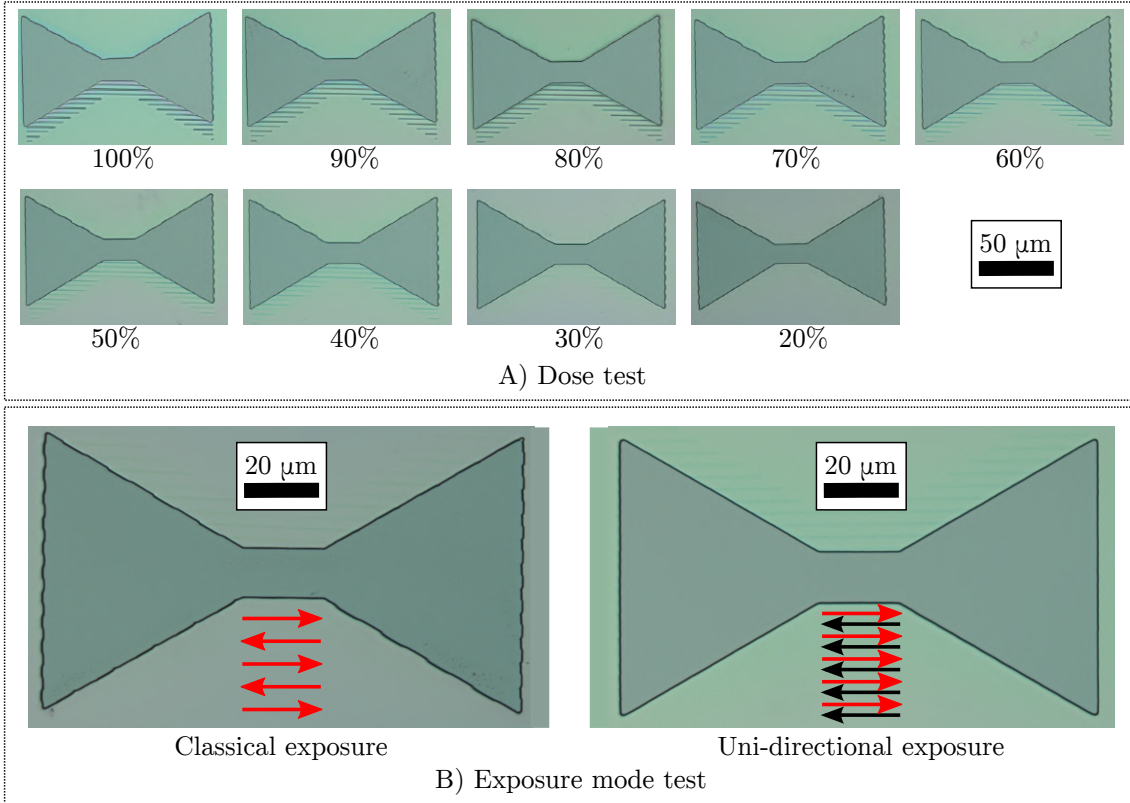 100% 90% 80% 70% 60%
50% 40% 30% 20% 50 μm
A) Dose test
20 μm 20 μm
Classical exposure Uni-directional exposure
B) Exposure mode test